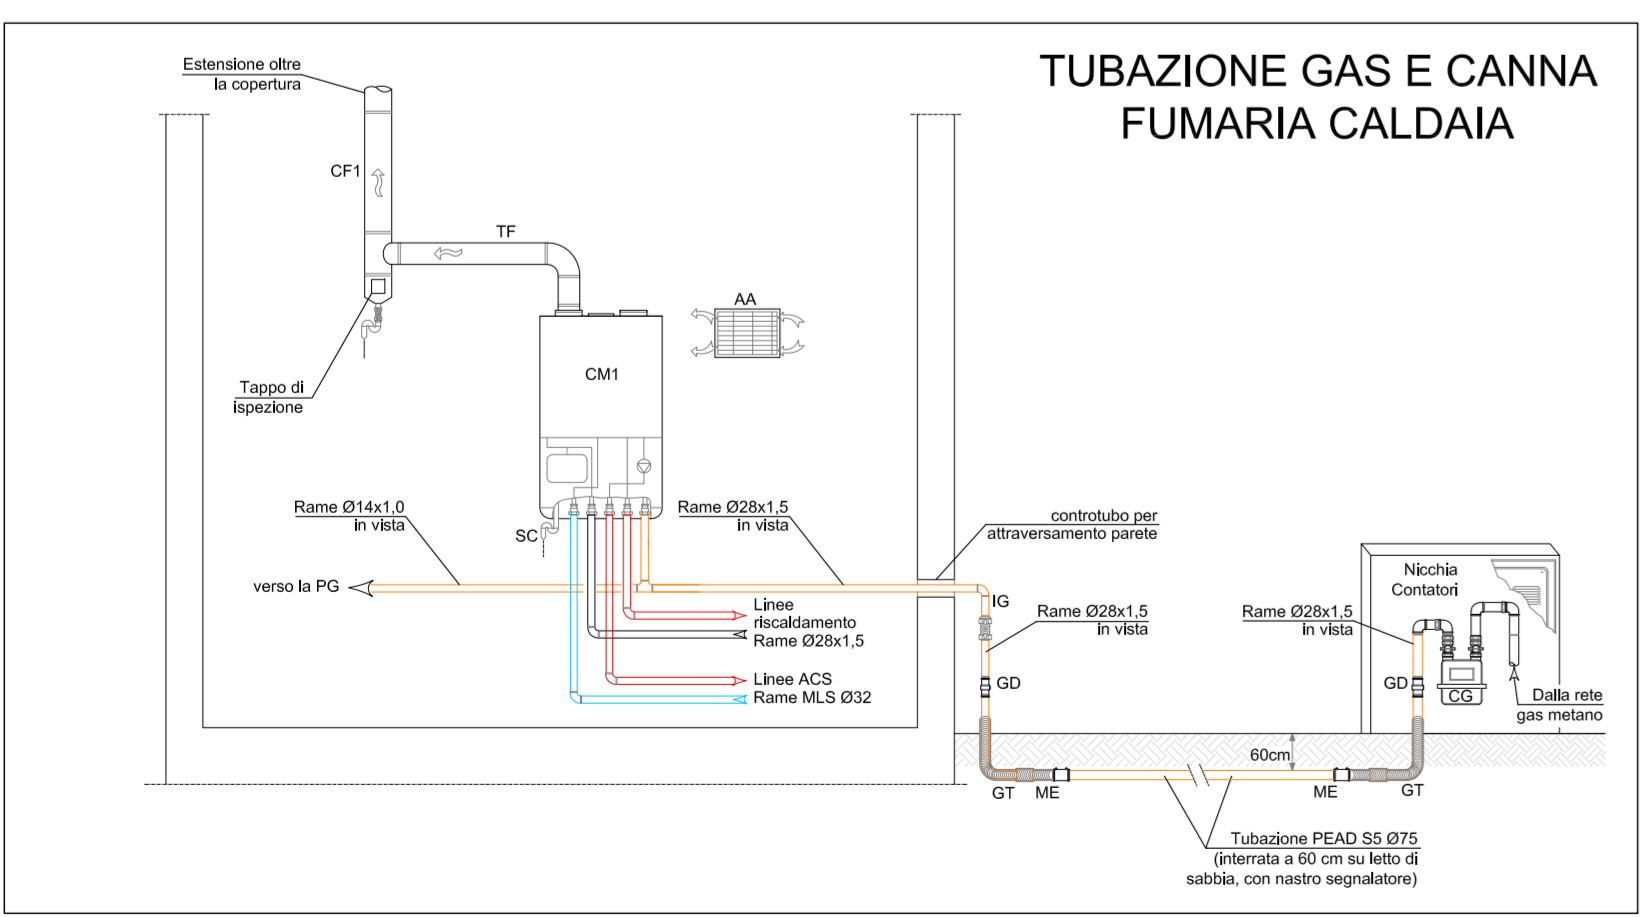 TUBAZIONE GAS E CANNA
FUMARIA CALDAIA
Estensione oltre
la copertura
CF1
TF
AA
CM1
Tappo di
ispezione
Rame Ø14x1,0
in vista
SC
Rame Ø28x1,5
in vista
controtubo per
attraversamento parete
verso la PG
Linee
riscaldamento
Rame Ø28x1,5
Linee ACS
Rame MLS Ø32
IG
Rame Ø28x1,5
in vista
GD
Rame Ø28x1,5
in vista
Nicchia
Contatori
GD
CG
Dalla rete
gas metano
60cm
GT
ME
ME
GT
Tubazione PEAD S5 Ø75
(interrata a 60 cm su letto di
sabbia, con nastro segnalatore)